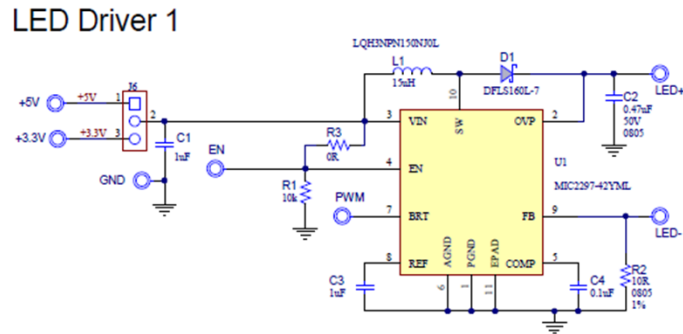 LED Driver 1
LQH3NPN150NJ0L
L1
15uH
D1
DFLS160L-7
LED+
C2
0.47uF
50V
0805
J6
+5V +5V 1
2
+3.3V +3.3V 3
C1
1uF
GND
EN
R3
0R
R1
10k
PWM
3 VIN
10 SW
OVP 2
4 EN
U1
MIC2297-42YML
7 BRT
FB 9
LED-
8 REF
AGND 6
PGND 1
EPAD 11
COMP 5
C3
1uF
C4
0.1uF
R2
10R
0805
1%